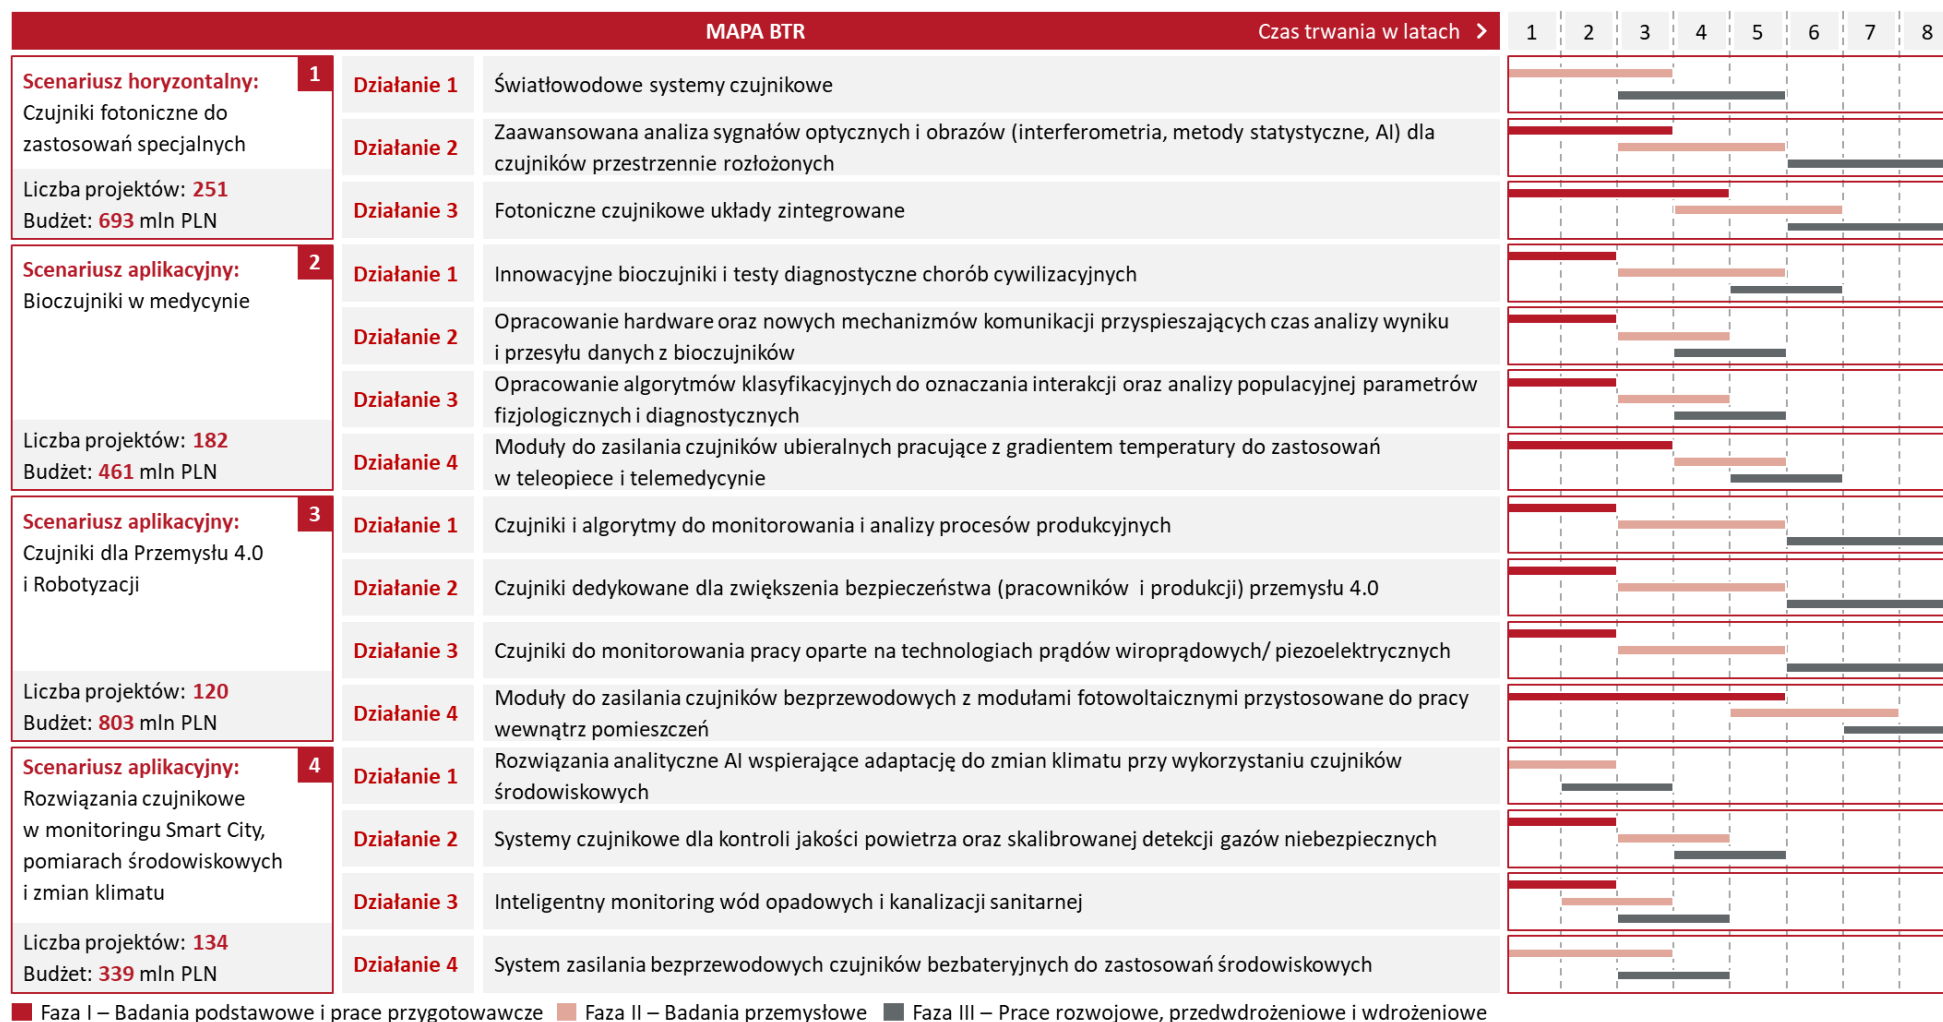 MAPA BTR
Czas trwania w latach
1 2 3 4 5 6 7 8
Scenariusz horyzontalny:
1
Czujniki fotoniczne do
zastosowań specjalnych
Liczba projektów: 251
Budżet: 693 mln PLN
Działanie 1
Światłowodowe systemy czujnikowe
Działanie 2
Zaawansowana analiza sygnałów optycznych i obrazów (interferometria, metody statystyczne, AI) dla
czujników przestrzennie rozłożonych
Działanie 3
Fotoniczne czujnikowe układy zintegrowane
Scenariusz aplikacyjny:
2
Bioczujniki w medycynie
Liczba projektów: 182
Budżet: 461 mln PLN
Działanie 1
Innowacyjne bioczujniki i testy diagnostyczne chorób cywilizacyjnych
Działanie 2
Opracowanie hardware oraz nowych mechanizmów komunikacji przyspieszających czas analizy wyniku
i przesyłu danych z bioczujników
Działanie 3
Opracowanie algorytmów klasyfikacyjnych do oznaczania interakcji oraz analizy populacyjnej parametrów
fizjologicznych i diagnostycznych
Działanie 4
Moduły do zasilania czujników ubieralnych pracujące z gradientem temperatury do zastosowań
w teleopiece i telemedycynie
Scenariusz aplikacyjny:
3
Czujniki dla Przemysłu 4.0
i Robotyzacji
Liczba projektów: 120
Budżet: 803 mln PLN
Działanie 1
Czujniki i algorytmy do monitorowania i analizy procesów produkcyjnych
Działanie 2
Czujniki dedykowane dla zwiększenia bezpieczeństwa (pracowników i produkcji) przemysłu 4.0
Działanie 3
Czujniki do monitorowania pracy oparte na technologiach prądów wiroprądowych/ piezoelektrycznych
Działanie 4
Moduły do zasilania czujników bezprzewodowych z modułami fotowoltaicznymi przystosowane do pracy
wewnątrz pomieszczeń
Scenariusz aplikacyjny:
4
Rozwiązania czujnikowe
w monitoringu Smart City,
pomiarach środowiskowych
i zmian klimatu
Liczba projektów: 134
Budżet: 339 mln PLN
Działanie 1
Rozwiązania analityczne AI wspierające adaptację do zmian klimatu przy wykorzystaniu czujników
środowiskowych
Działanie 2
Systemy czujnikowe dla kontroli jakości powietrza oraz skalibrowanej detekcji gazów niebezpiecznych
Działanie 3
Inteligentny monitoring wód opadowych i kanalizacji sanitarnej
Działanie 4
System zasilania bezprzewodowych czujników bezbateryjnych do zastosowań środowiskowych
Faza I – Badania podstawowe i prace przygotowawcze
Faza II – Badania przemysłowe
Faza III – Prace rozwojowe, przedwdrożeniowe i wdrożeniowe